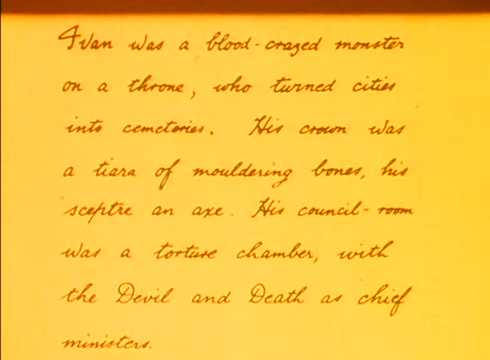 Ivan was a blood-crazed monster
on a throne, who turned cities
into cemeteries. His crown was
a tiara of mouldering bones, his
sceptre an axe. His council-room
was a torture chamber, with
the Devil and Death as chief
ministers.